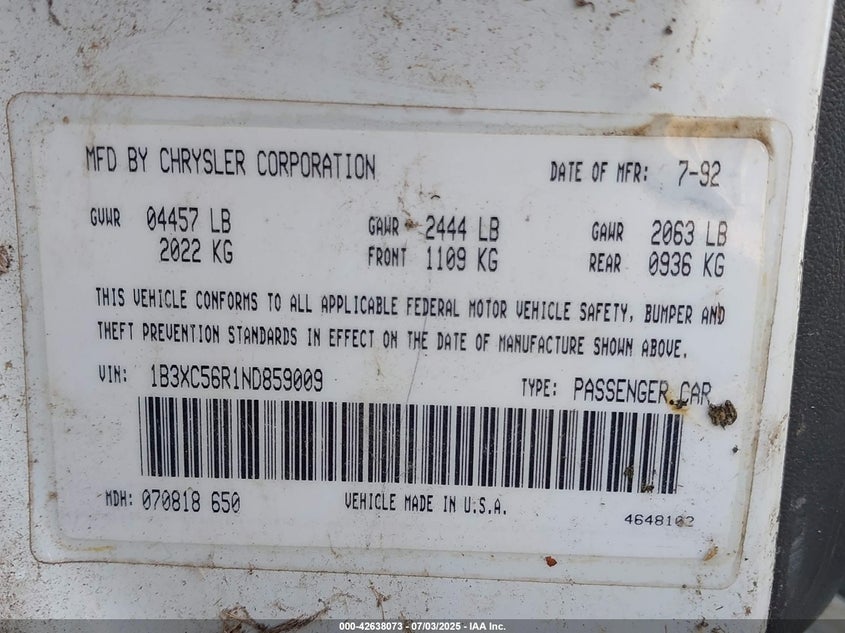 MFD BY CHRYSLER CORPORATION DATE OF MFR: 7-92
GVWR 04457 LB GAWR 2444 LB GAWR 2063 LB
2022 KG FRONT 1109 KG REAR 0936 KG
THIS VEHICLE CONFORMS TO ALL APPLICABLE FEDERAL MOTOR VEHICLE SAFETY, BUMPER AND
THEFT PREVENTION STANDARDS IN EFFECT ON THE DATE OF MANUFACTURE SHOWN ABOVE.
VIN: 1B3XC56R1ND859009 TYPE: PASSENGER CAR
MDH: 070818 650 VEHICLE MADE IN U.S.A.
4648102
000-42638073 - 07/03/2025 - IAA Inc.